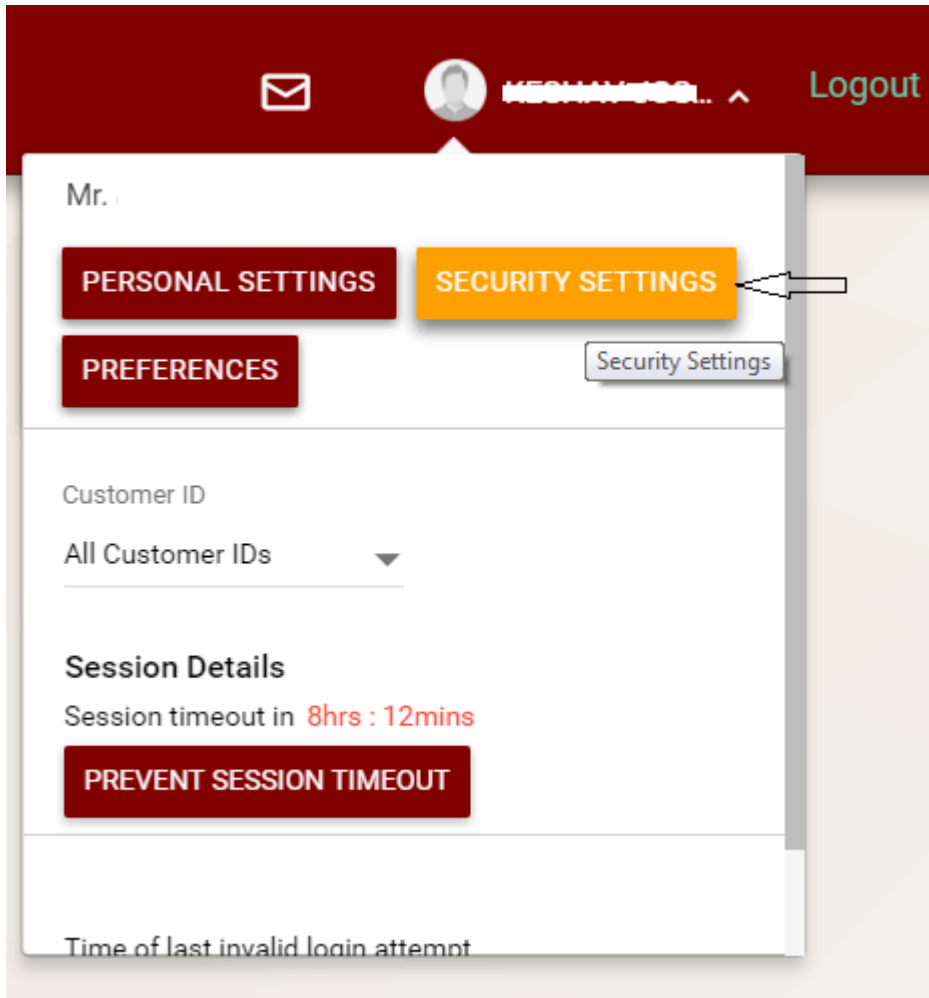 Logout
Mr.
PERSONAL SETTINGS
SECURITY SETTINGS
PREFERENCES
Security Settings
Customer ID
All Customer IDs
Session Details
Session timeout in 8hrs : 12mins
PREVENT SESSION TIMEOUT
Time of last invalid login attempt